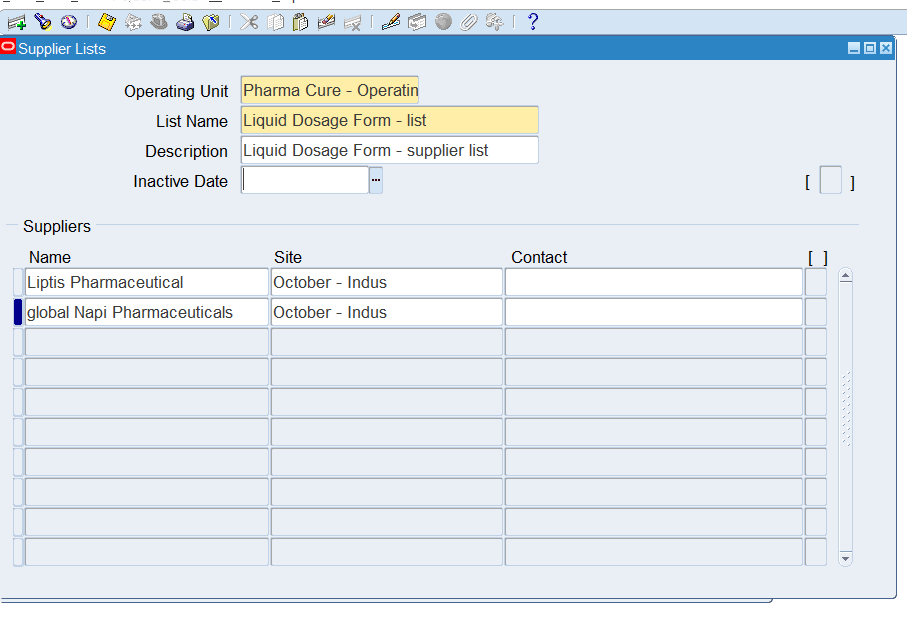 Supplier Lists
Operating Unit Pharma Cure - Operatin
List Name Liquid Dosage Form - list
Description Liquid Dosage Form - supplier list
Inactive Date ... [ ]
Suppliers
Name Site Contact [ ]
Liptis Pharmaceutical October - Indus
global Napi Pharmaceuticals October - Indus